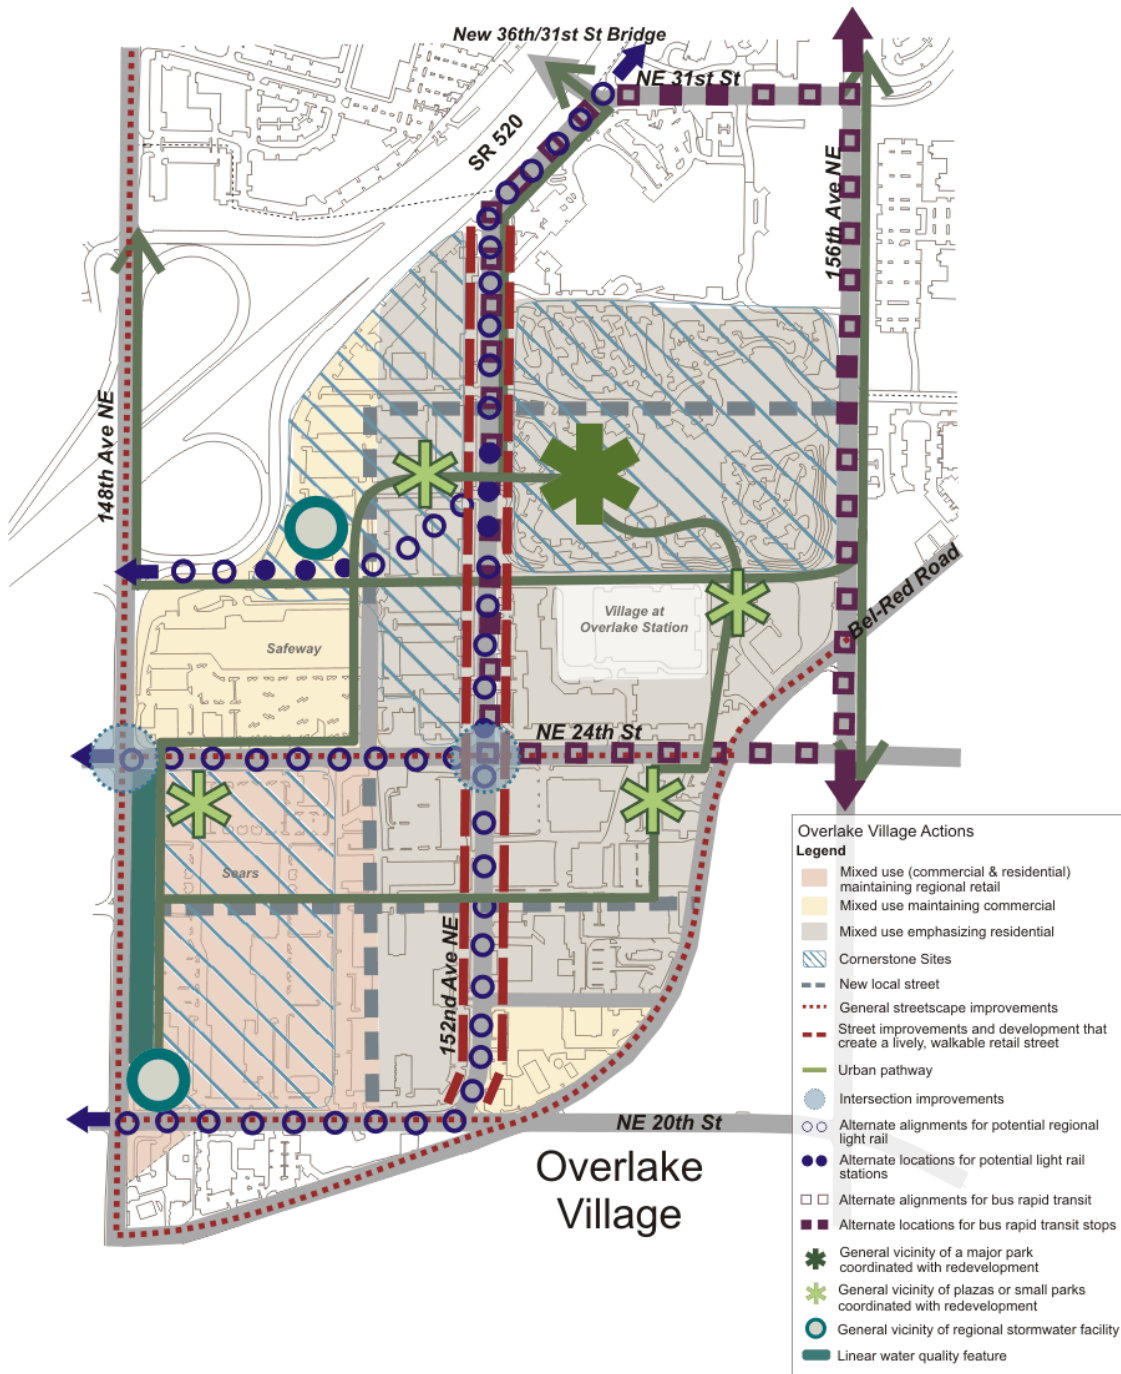 New 36th/31st St Bridge
NE 31st St
SR 520
156th Ave NE
148th Ave NE
Bel-Red Road
Village at
Overlake Station
Safeway
NE 24th St
Sears
152nd Ave NE
NE 20th St
Overlake
Village
Overlake Village Actions
Legend
Mixed use (commercial & residential)
maintaining regional retail
Mixed use maintaining commercial
Mixed use emphasizing residential
Cornerstone Sites
New local street
General streetscape improvements
Street improvements and development that
create a lively, walkable retail street
Urban pathway
Intersection improvements
Alternate alignments for potential regional
light rail
Alternate locations for potential light rail
stations
Alternate alignments for bus rapid transit
Alternate locations for bus rapid transit stops
General vicinity of a major park
coordinated with redevelopment
General vicinity of plazas or small parks
coordinated with redevelopment
General vicinity of regional stormwater facility
Linear water quality feature